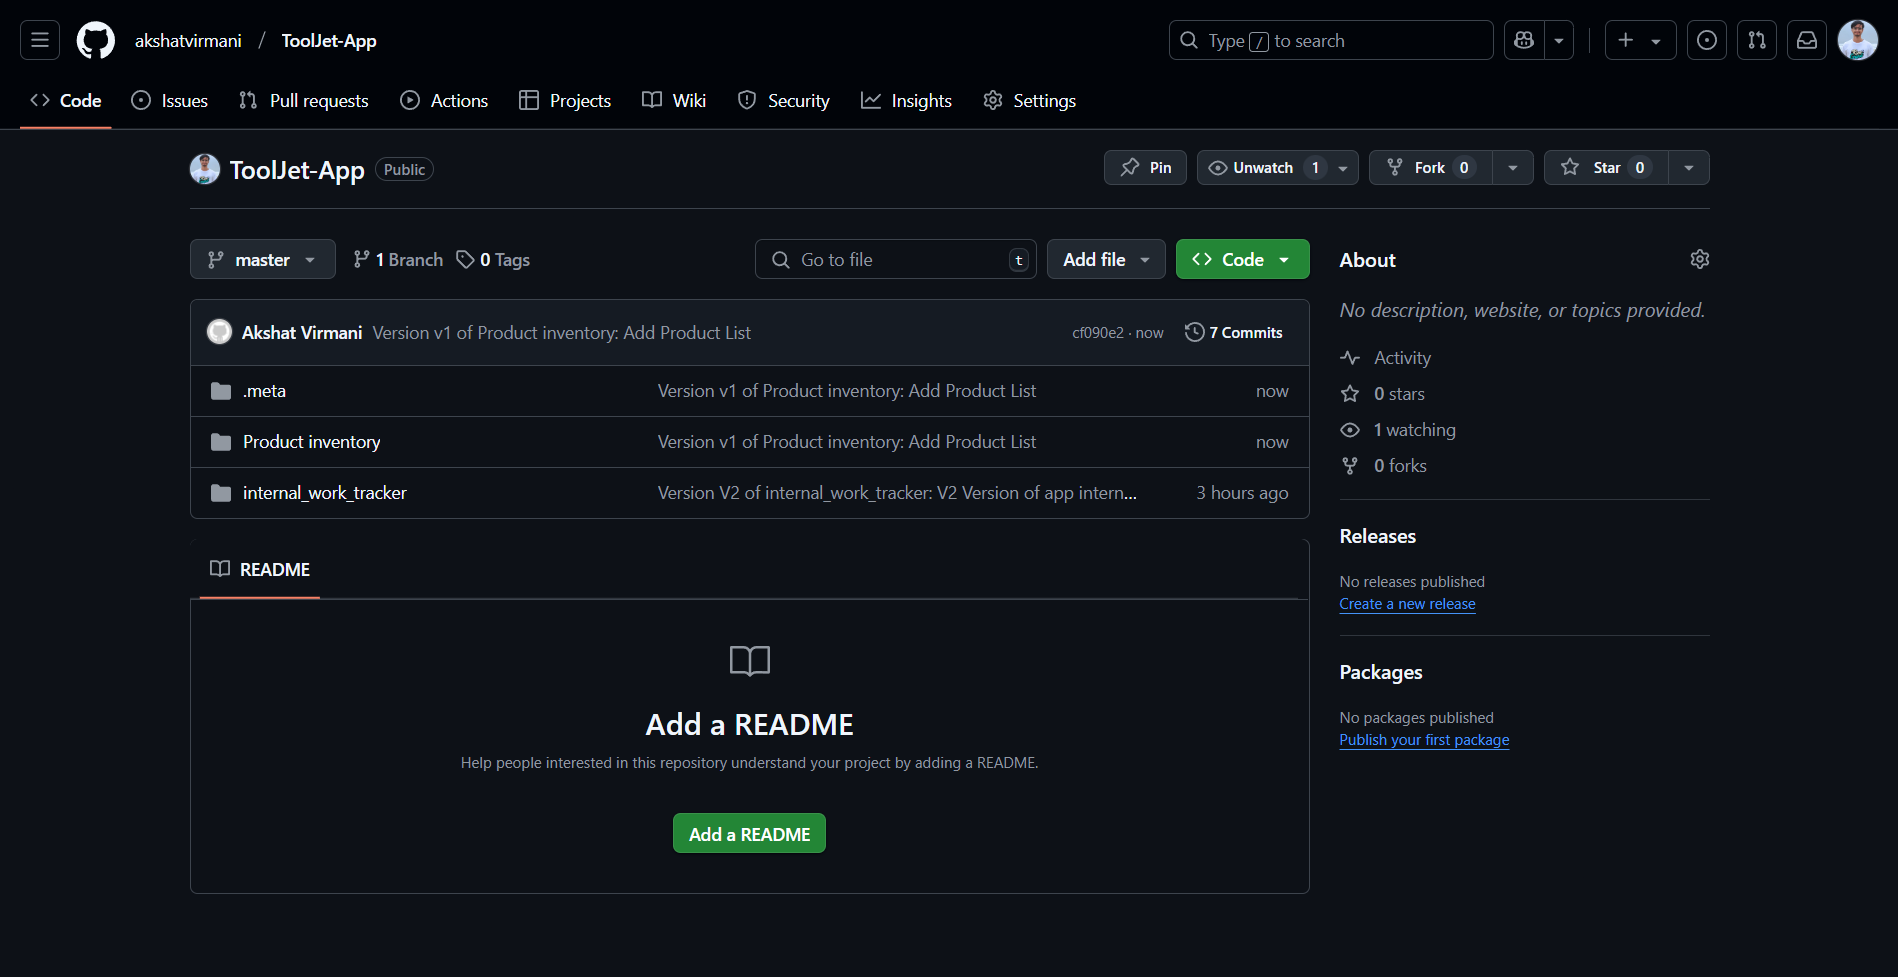 akshatvirmani / ToolJet-App
Type / to search
Code Issues Pull requests Actions Projects Wiki Security Insights Settings
ToolJet-App Public
Pin Unwatch 1 Fork 0 Star 0
master 1 Branch 0 Tags
Go to file t Add file Code
Akshat Virmani Version v1 of Product inventory: Add Product List cf090e2 · now 7 Commits
.meta Version v1 of Product inventory: Add Product List now
Product inventory Version v1 of Product inventory: Add Product List now
internal_work_tracker Version V2 of internal_work_tracker: V2 Version of app intern... 3 hours ago
README
Add a README
Help people interested in this repository understand your project by adding a README.
Add a README
About
No description, website, or topics provided.
Activity
0 stars
1 watching
0 forks
Releases
No releases published
Create a new release
Packages
No packages published
Publish your first package